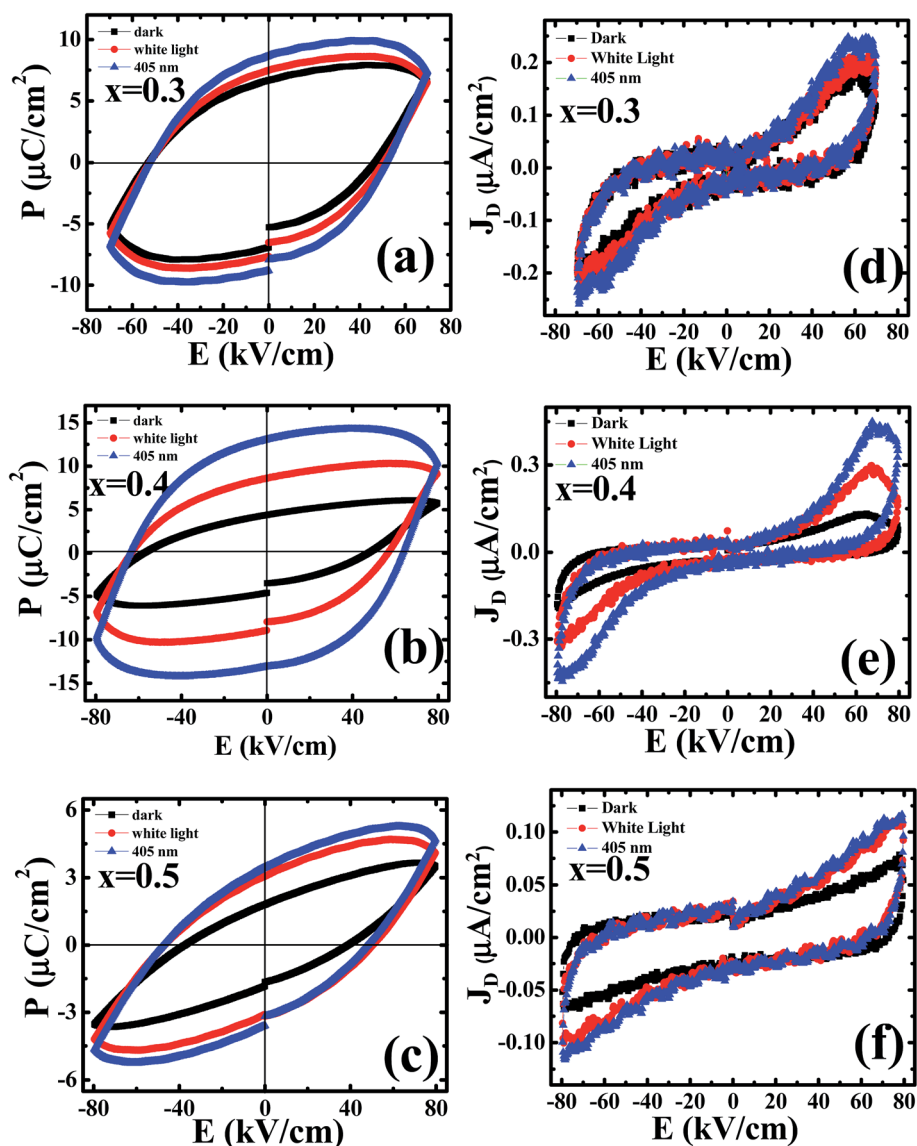 10
5
0
-5
-10
P (μC/cm²)
dark
white light
405 nm
x=0.3
(a)
-80 -60 -40 -20 0 20 40 60 80
E (kV/cm)
0.2
0.1
0.0
-0.1
-0.2
J_D (μA/cm²)
Dark
White Light
405 nm
x=0.3
(d)
-80 -60 -40 -20 0 20 40 60 80
E (kV/cm)
15
10
5
0
-5
-10
-15
P (μC/cm²)
dark
white light
405 nm
x=0.4
(b)
-80 -40 0 40 80
E (kV/cm)
0.3
0.0
-0.3
J_D (μA/cm²)
Dark
White Light
405 nm
x=0.4
(e)
-80 -60 -40 -20 0 20 40 60 80
E (kV/cm)
6
3
0
-3
-6
P (μC/cm²)
dark
white light
405 nm
x=0.5
(c)
-80 -40 0 40 80
E (kV/cm)
0.10
0.05
0.00
-0.05
-0.10
J_D (μA/cm²)
Dark
White Light
405 nm
x=0.5
(f)
-80 -60 -40 -20 0 20 40 60 80
E (kV/cm)